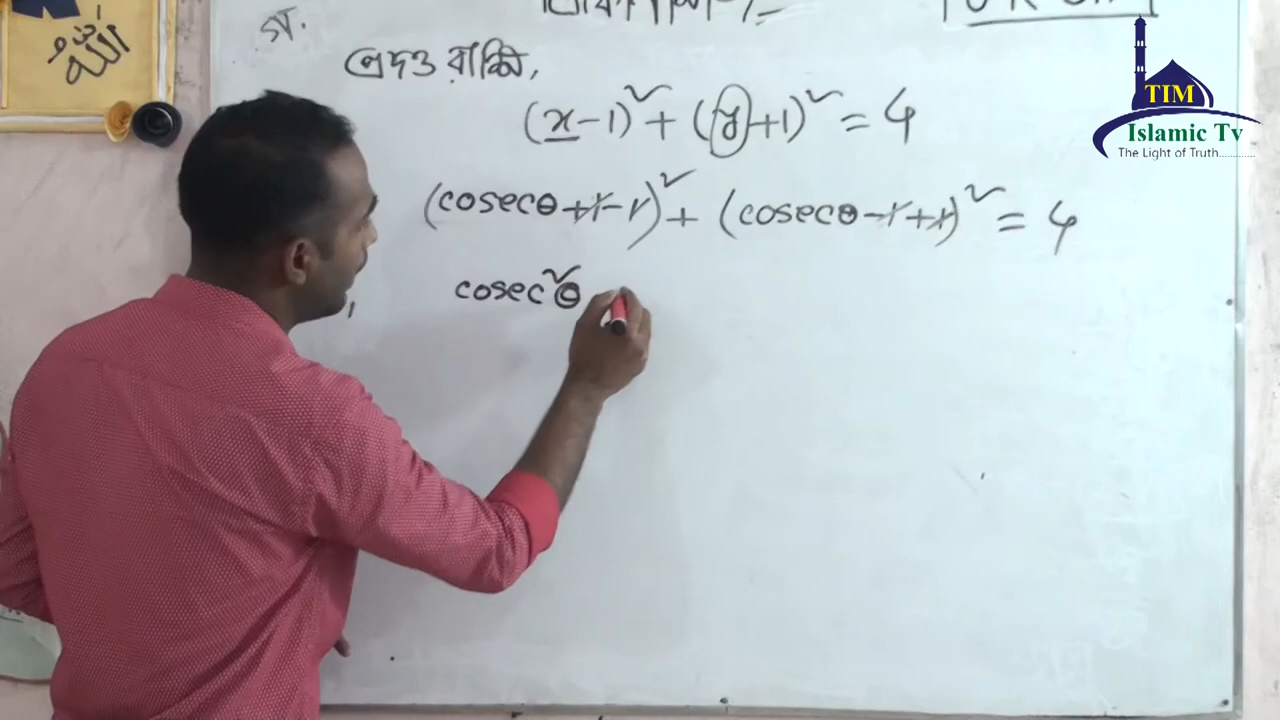 গ.
প্রদত্ত রাশি,
(x-1)² + (y+1)² = 4
(cosecθ+1-1)² + (cosecθ-1+1)² = 4
cosec²θ
الله
TIM
Islamic Tv
The Light of Truth.............